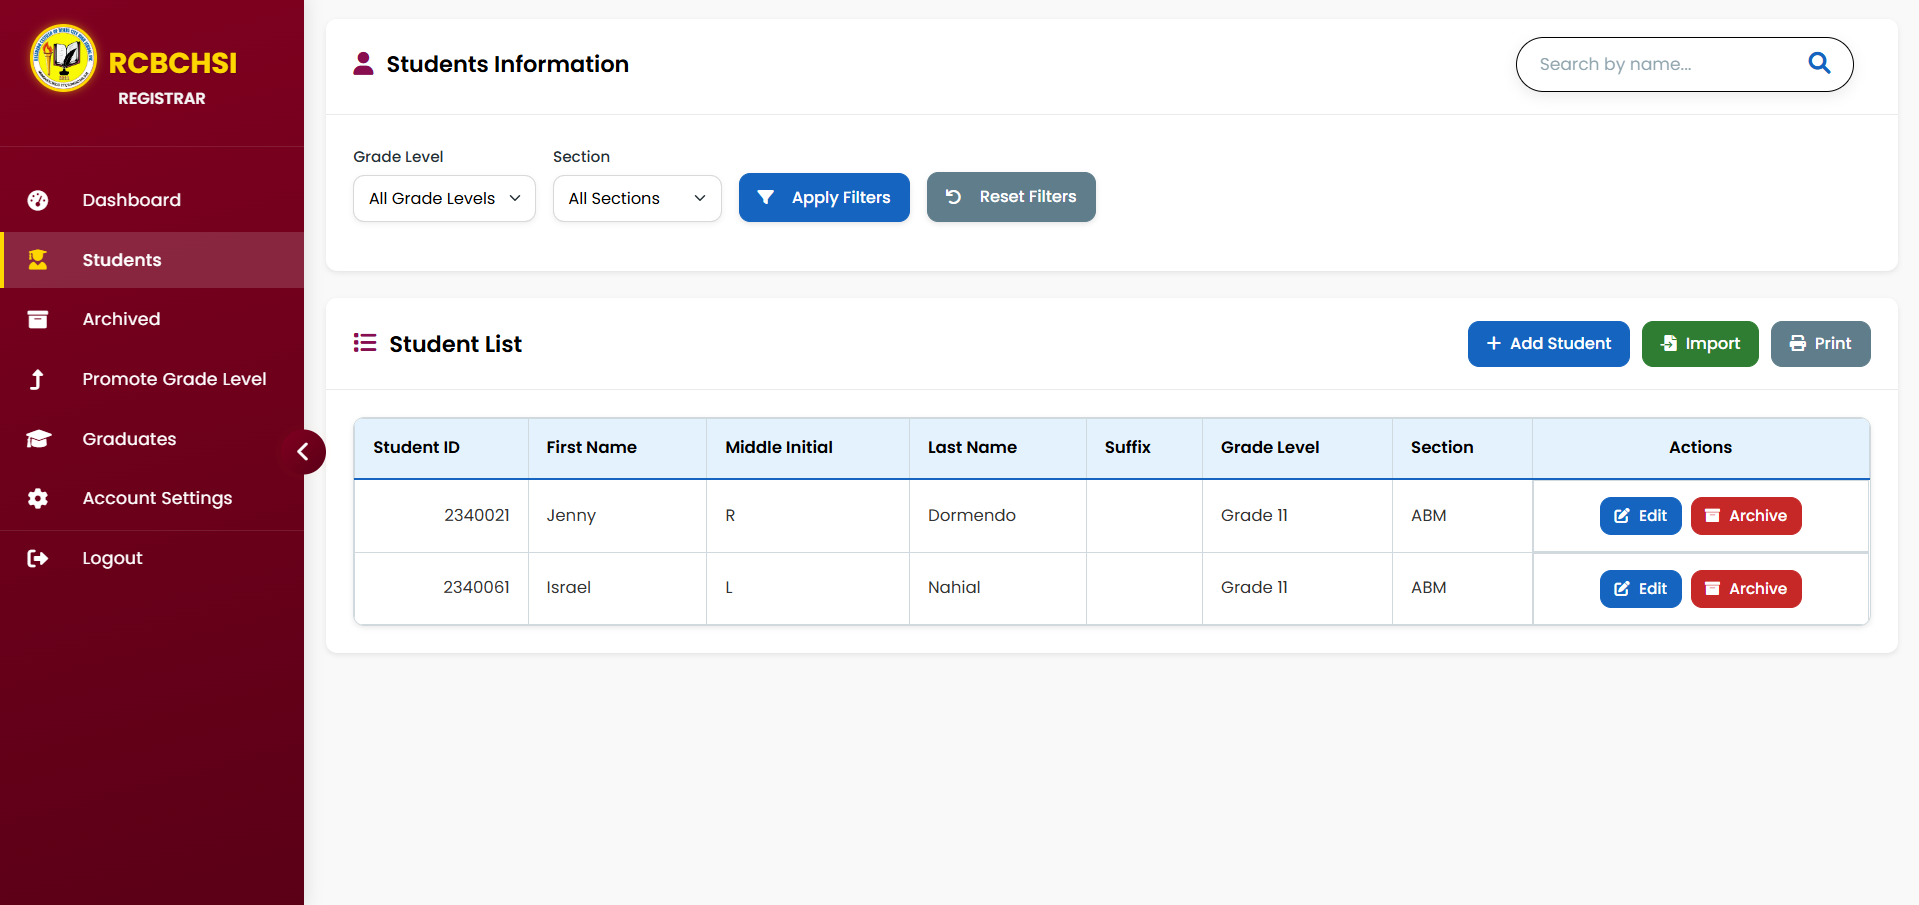 RCBCHSI
REGISTRAR
Dashboard
Students
Archived
Promote Grade Level
Graduates
Account Settings
Logout
Students Information
Search by name...
Grade Level
Section
All Grade Levels
All Sections
Apply Filters
Reset Filters
Student List
Add Student
Import
Print
Student ID First Name Middle Initial Last Name Suffix Grade Level Section Actions
2340021 Jenny R Dormendo Grade 11 ABM Edit Archive
2340061 Israel L Nahial Grade 11 ABM Edit Archive